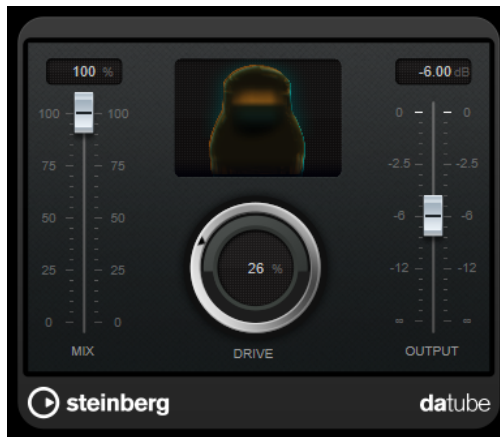 100 %
-6.00 dB
100 100
0 0
75 75
-2.5 -2.5
50 50
-6 -6
26 %
25 25
-12 -12
0 0
∞ ∞
MIX
DRIVE
OUTPUT
steinberg
datube